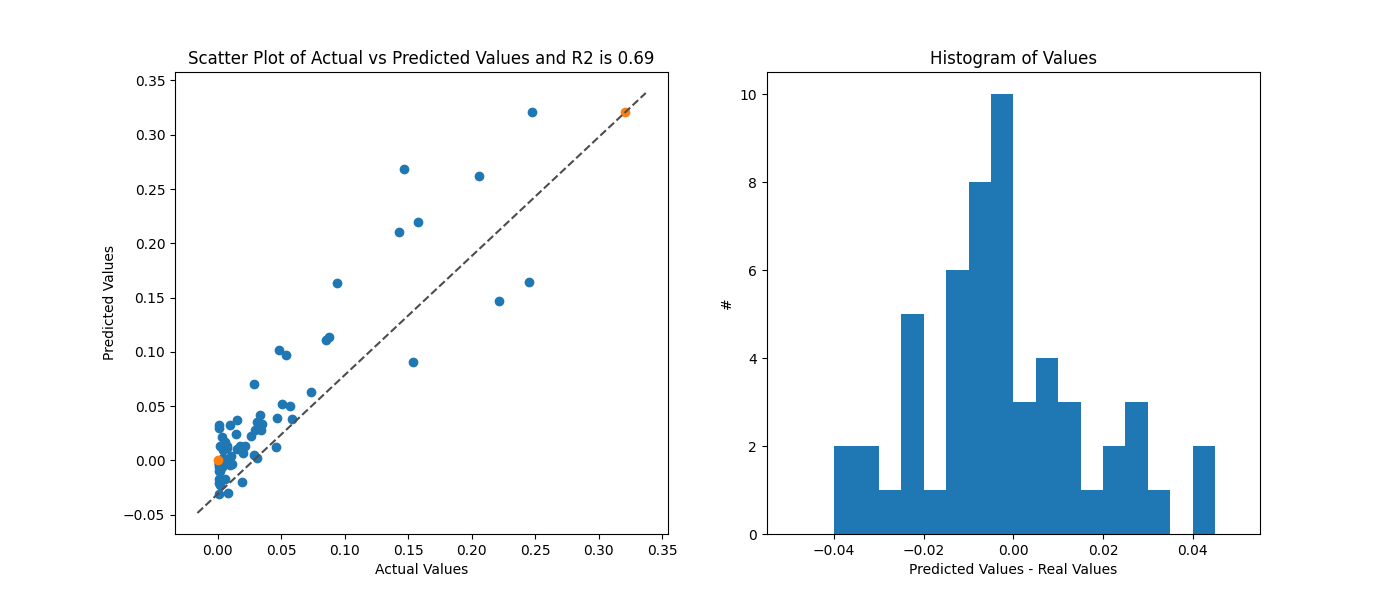 Scatter Plot of Actual vs Predicted Values and R2 is 0.69
0.35
0.30
0.25
0.20
0.15
0.10
0.05
0.00
−0.05
Predicted Values
0.00 0.05 0.10 0.15 0.20 0.25 0.30 0.35
Actual Values
Histogram of Values
10
8
6
4
2
0
#
−0.04 −0.02 0.00 0.02 0.04
Predicted Values - Real Values